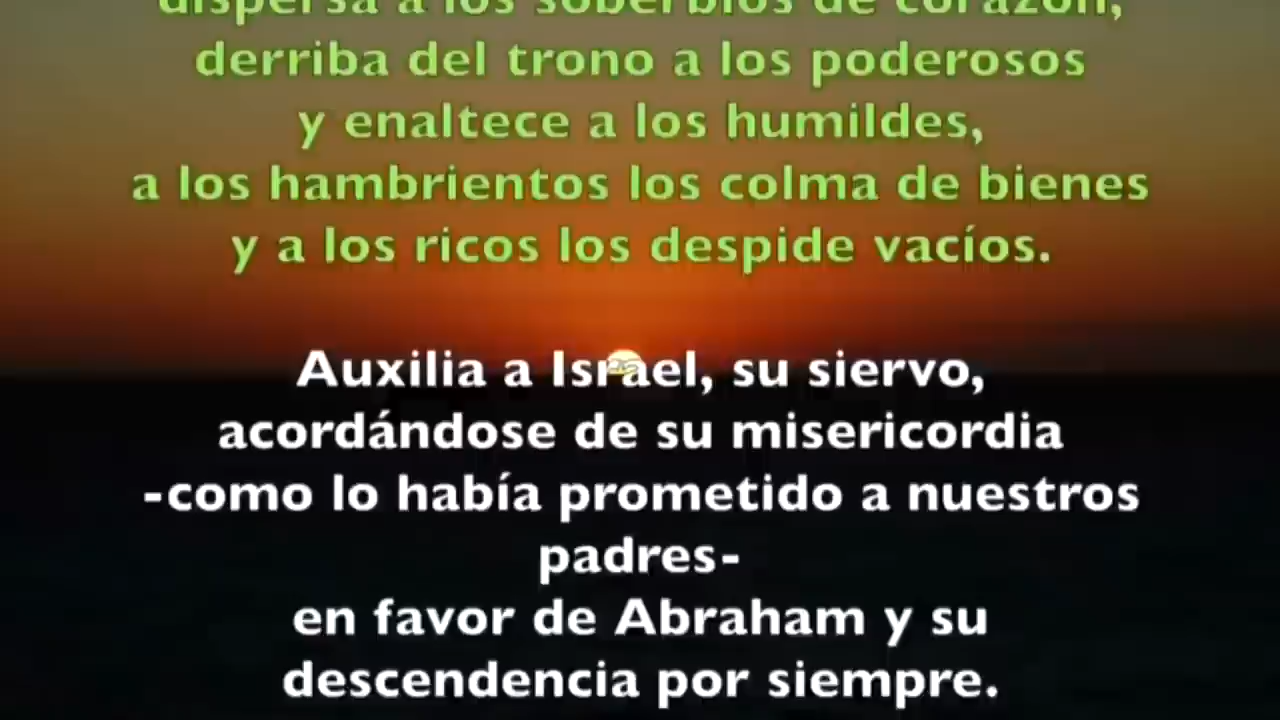 dispersa a los soberbios de corazón,
derriba del trono a los poderosos
y enaltece a los humildes,
a los hambrientos los colma de bienes
y a los ricos los despide vacíos.
Auxilia a Israel, su siervo,
acordándose de su misericordia
-como lo había prometido a nuestros
padres-
en favor de Abraham y su
descendencia por siempre.